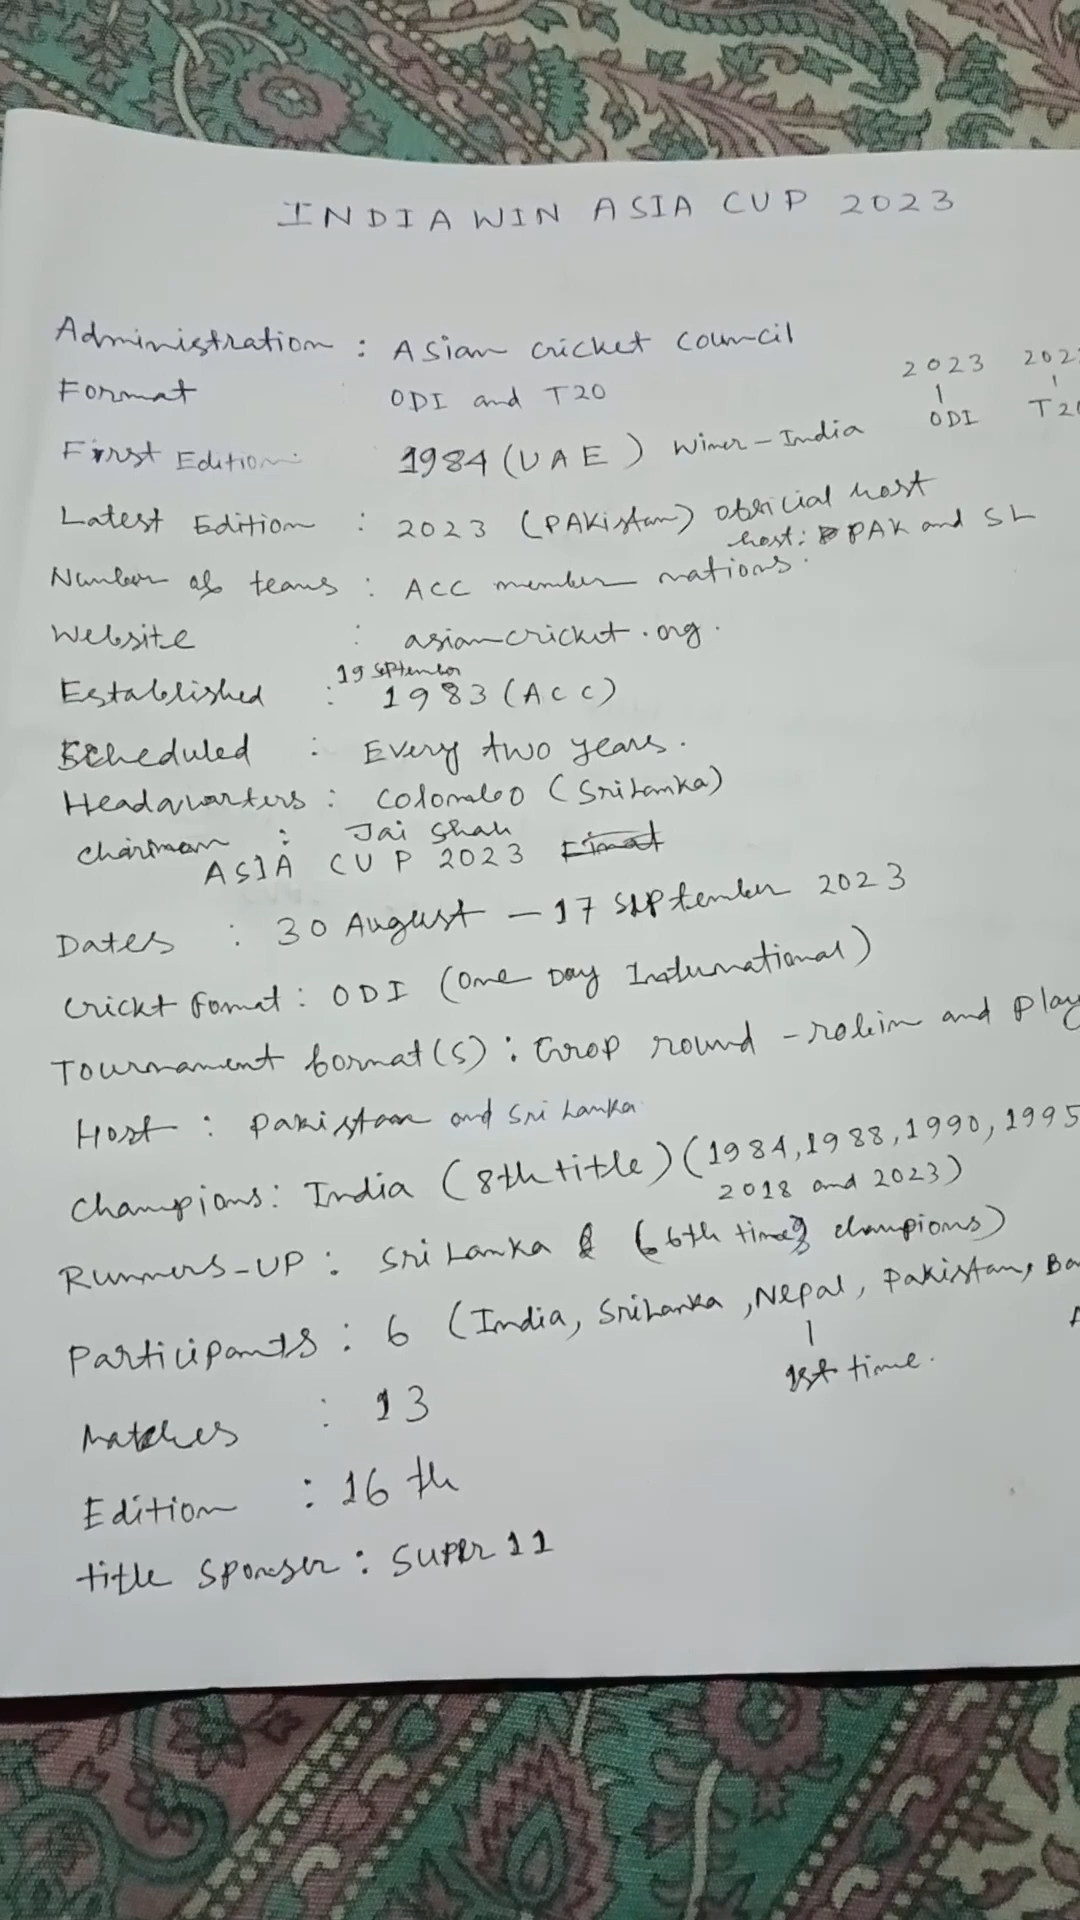 INDIA WIN ASIA CUP 2023
Administration : Asian cricket council
Format ODI and T20
2023 202
ODI T20
First Edition: 1984 (UAE) Winer - India
Latest Edition : 2023 (PAKistan) official host
host: PAK and SL
Number of teams : ACC member nations.
Website : asiancricket.org.
19 September
Established : 1983 (ACC)
Scheduled : Every two years.
Headquarters : Colombo (SriLanka)
chairman : Jai Shah
ASIA CUP 2023
Dates : 30 August - 17 September 2023
Crickt Fomat : ODI (One Day International)
Tournament format(s) : Grop round - robin and Play
Host : Pakistan and Sri Lanka
Champions : India (8th title) (1984, 1988, 1990, 1995
2018 and 2023)
Runners-UP : Sri Lanka (6th time champions)
Participants : 6 (India, SriLanka, Nepal, Pakistan, Ba
A
1st time.
Matches : 13
Edition : 16 th
title Sponser : SUPER 11